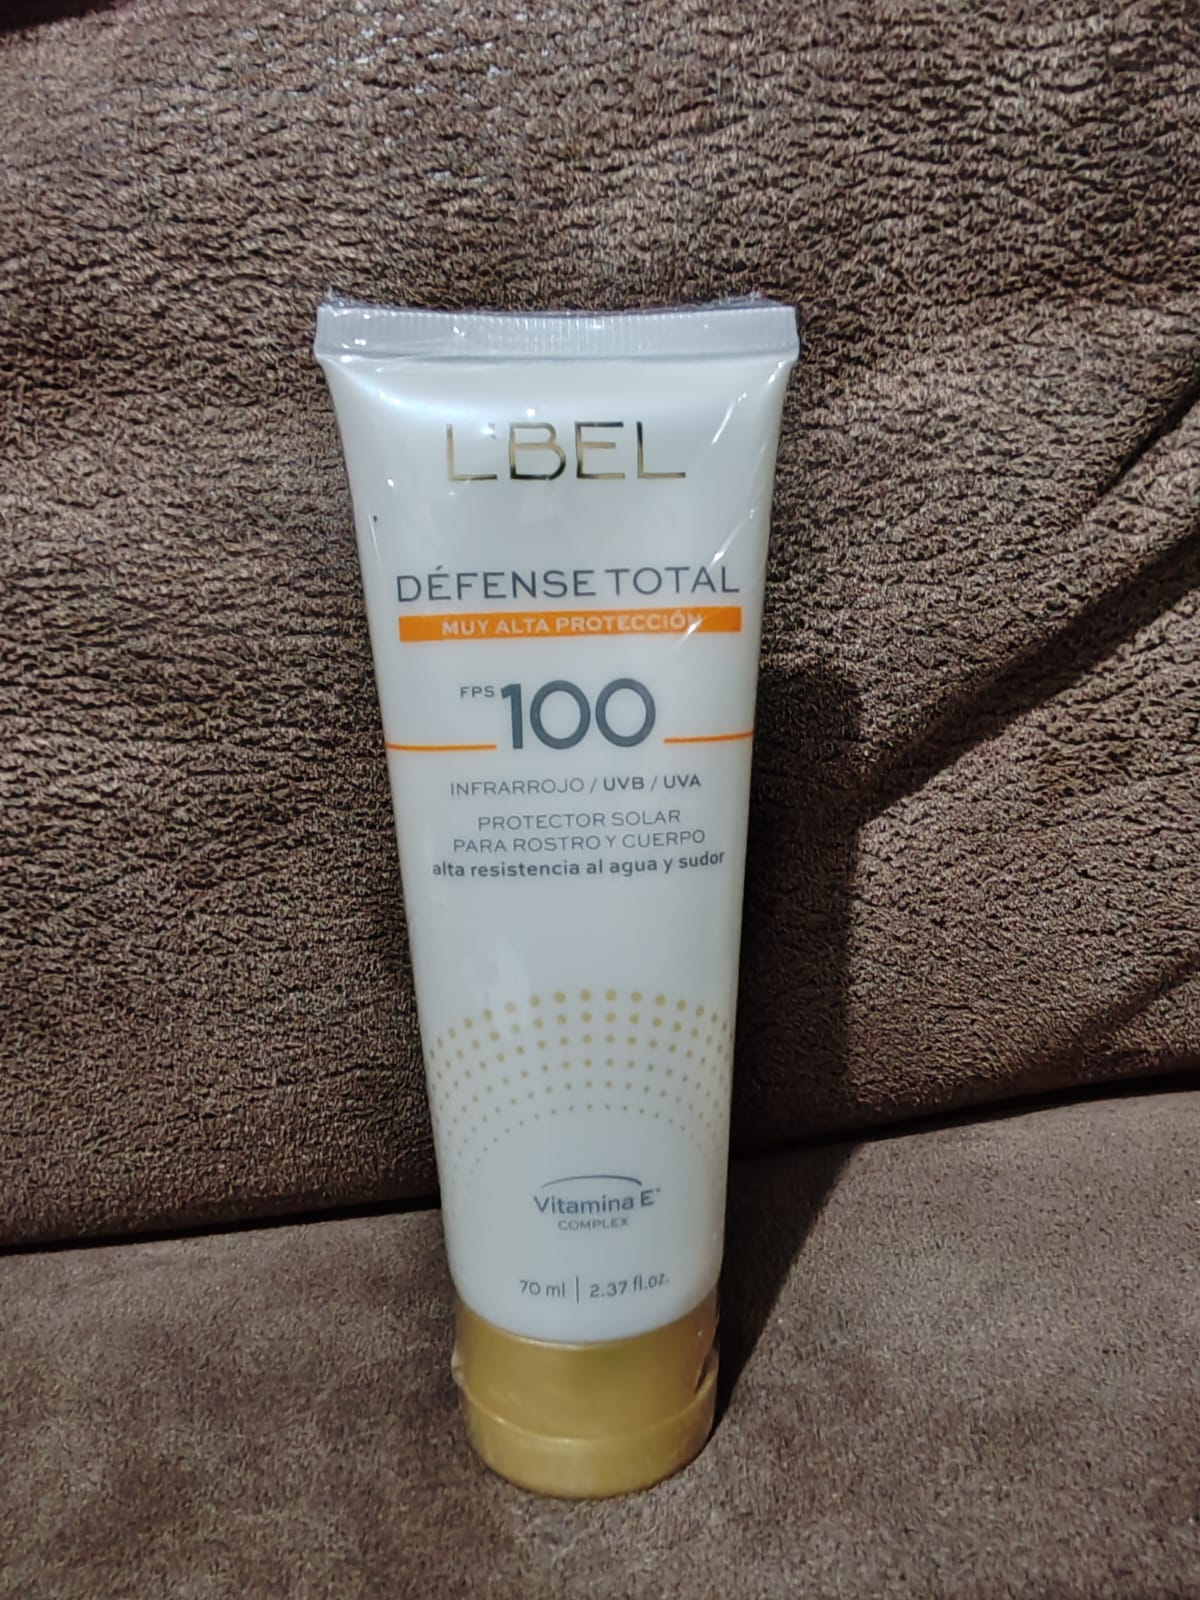 L'BEL
DÉFENSE TOTAL
MUY ALTA PROTECCIÓN
FPS 100
INFRARROJO / UVB / UVA
PROTECTOR SOLAR
PARA ROSTRO Y CUERPO
alta resistencia al agua y sudor
Vitamina E+
COMPLEX
70 ml | 2.37 fl.oz.